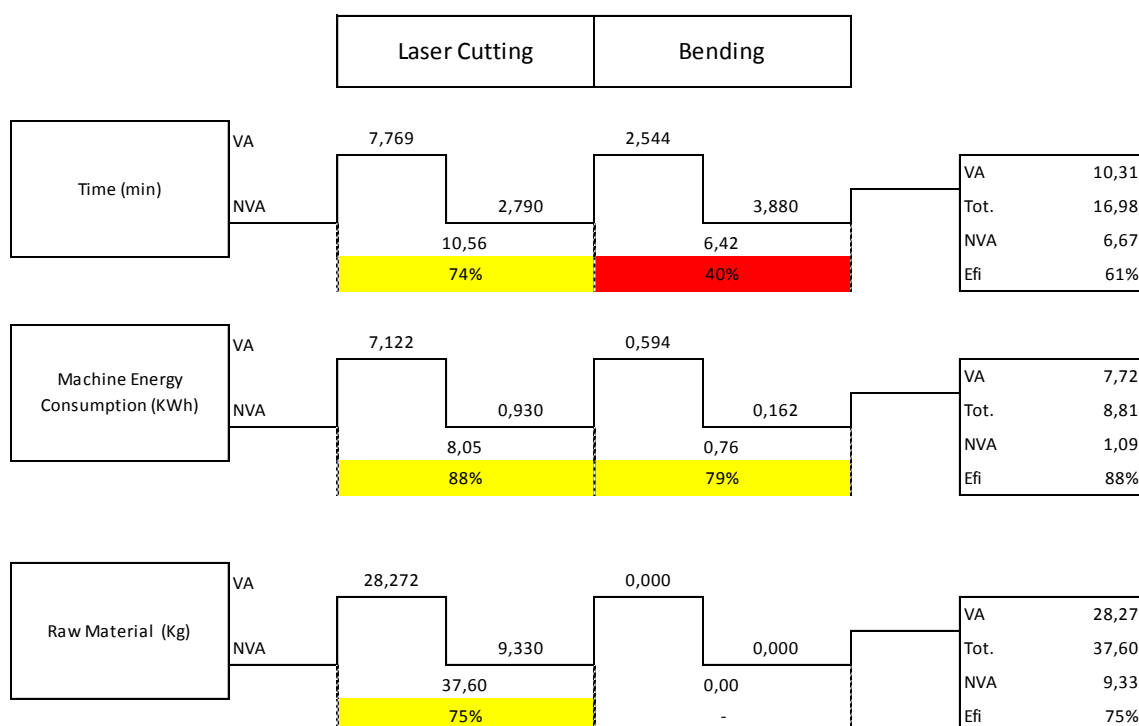 Laser Cutting Bending
Time (min)
VA 7,769 2,544
NVA 2,790 3,880
10,56 6,42
74% 40%
VA 10,31
Tot. 16,98
NVA 6,67
Efi 61%
Machine Energy
Consumption (KWh)
VA 7,122 0,594
NVA 0,930 0,162
8,05 0,76
88% 79%
VA 7,72
Tot. 8,81
NVA 1,09
Efi 88%
Raw Material (Kg)
VA 28,272 0,000
NVA 9,330 0,000
37,60 0,00
75% -
VA 28,27
Tot. 37,60
NVA 9,33
Efi 75%